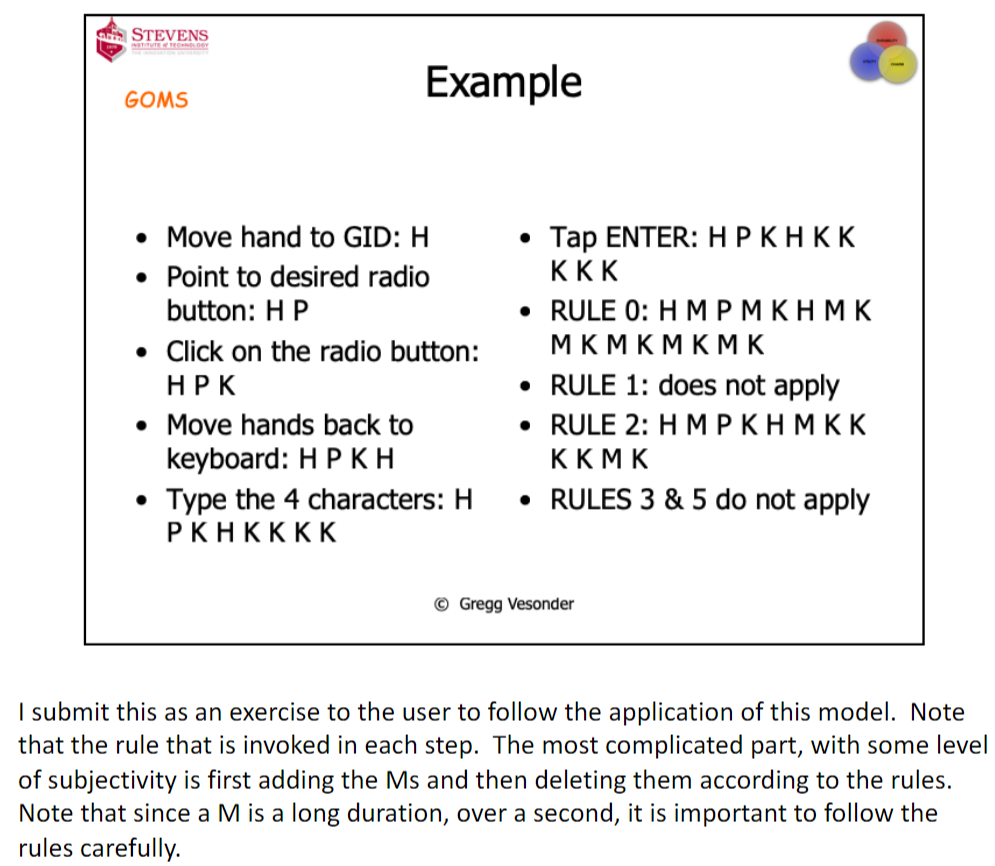 STEVENS
INSTITUTE of TECHNOLOGY
GOMS
Example
• Move hand to GID: H
• Point to desired radio
button: H P
• Click on the radio button:
H P K
• Move hands back to
keyboard: H P K H
• Type the 4 characters: H
P K H K K K K
• Tap ENTER: H P K H K K
K K K
• RULE 0: H M P M K H M K
M K M K M K M K
• RULE 1: does not apply
• RULE 2: H M P K H M K K
K K M K
• RULES 3 & 5 do not apply
© Gregg Vesonder
I submit this as an exercise to the user to follow the application of this model.  Note
that the rule that is invoked in each step.  The most complicated part, with some level
of subjectivity is first adding the Ms and then deleting them according to the rules.
Note that since a M is a long duration, over a second, it is important to follow the
rules carefully.